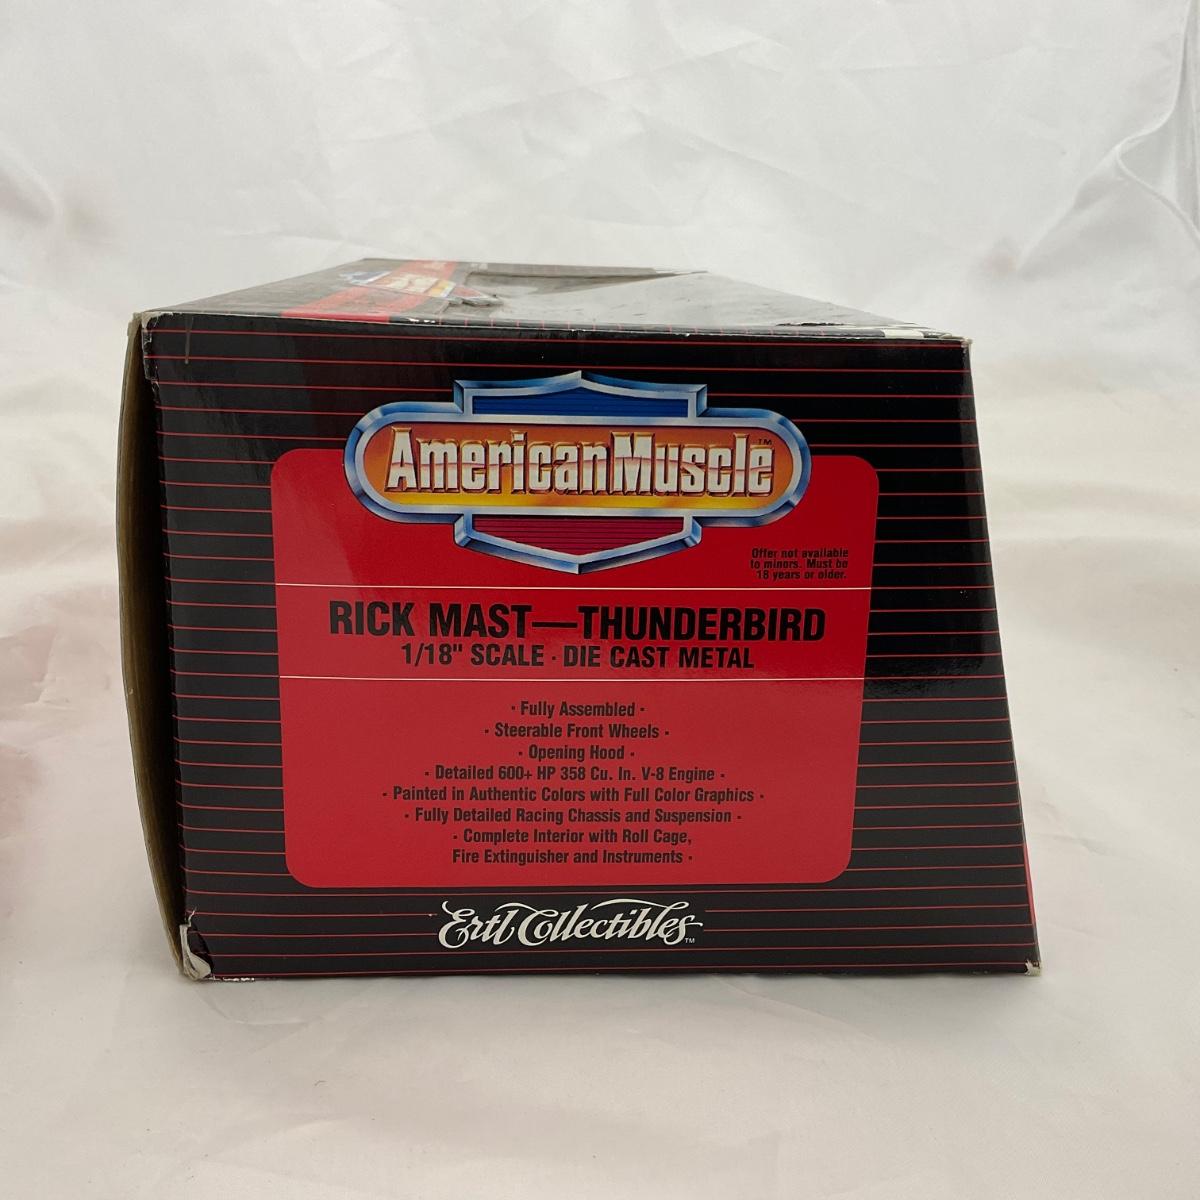 AmericanMuscle™
Offer not available
to minors. Must be
18 years or older.
RICK MAST—THUNDERBIRD
1/18" SCALE · DIE CAST METAL
· Fully Assembled ·
· Steerable Front Wheels ·
· Opening Hood ·
· Detailed 600+ HP 358 Cu. In. V-8 Engine ·
· Painted in Authentic Colors with Full Color Graphics ·
· Fully Detailed Racing Chassis and Suspension ·
· Complete Interior with Roll Cage,
Fire Extinguisher and Instruments ·
Ertl Collectibles™